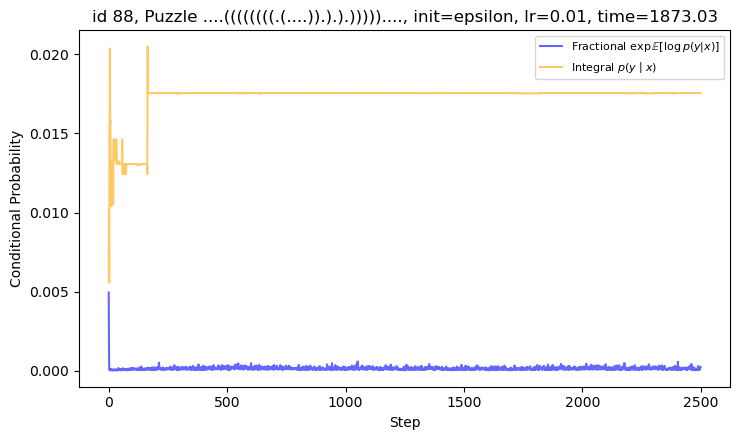 id 88, Puzzle ....((((((((.(....)).).).))))))...., init=epsilon, lr=0.01, time=1873.03
Fractional exp𝔼[log p(y|x)]
Integral p(y | x)
Conditional Probability
0.020
0.015
0.010
0.005
0.000
0
500
1000
1500
2000
2500
Step